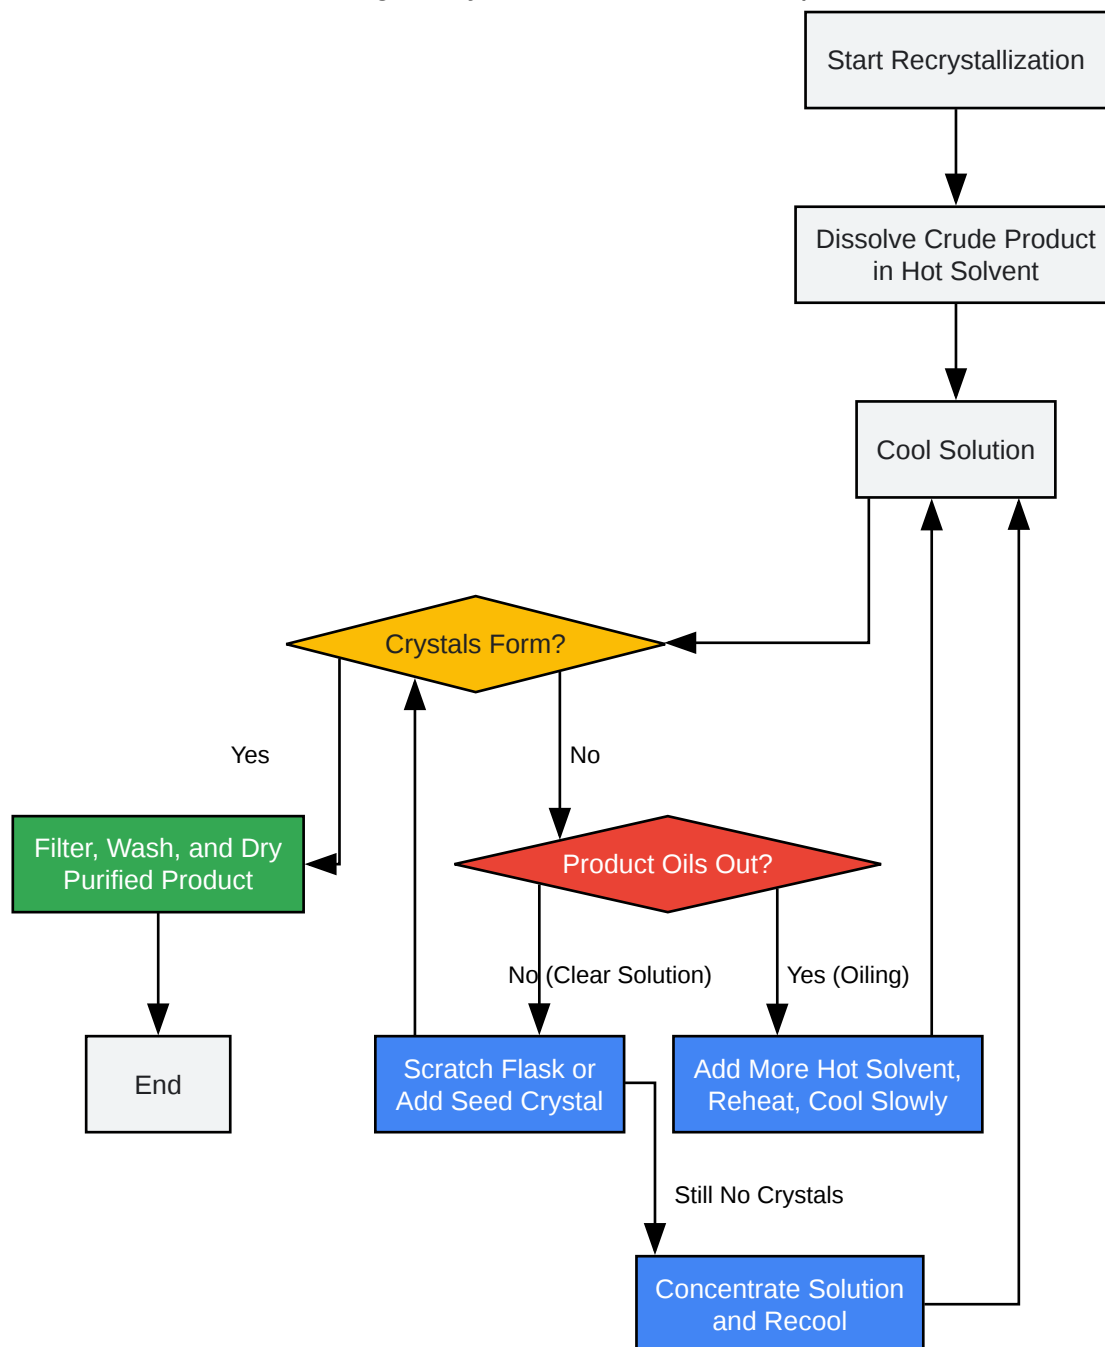 Start Recrystallization
Dissolve Crude Product
in Hot Solvent
Cool Solution
Crystals Form?
Yes
No
Filter, Wash, and Dry
Purified Product
Product Oils Out?
No (Clear Solution)
Yes (Oiling)
End
Scratch Flask or
Add Seed Crystal
Add More Hot Solvent,
Reheat, Cool Slowly
Still No Crystals
Concentrate Solution
and Recool